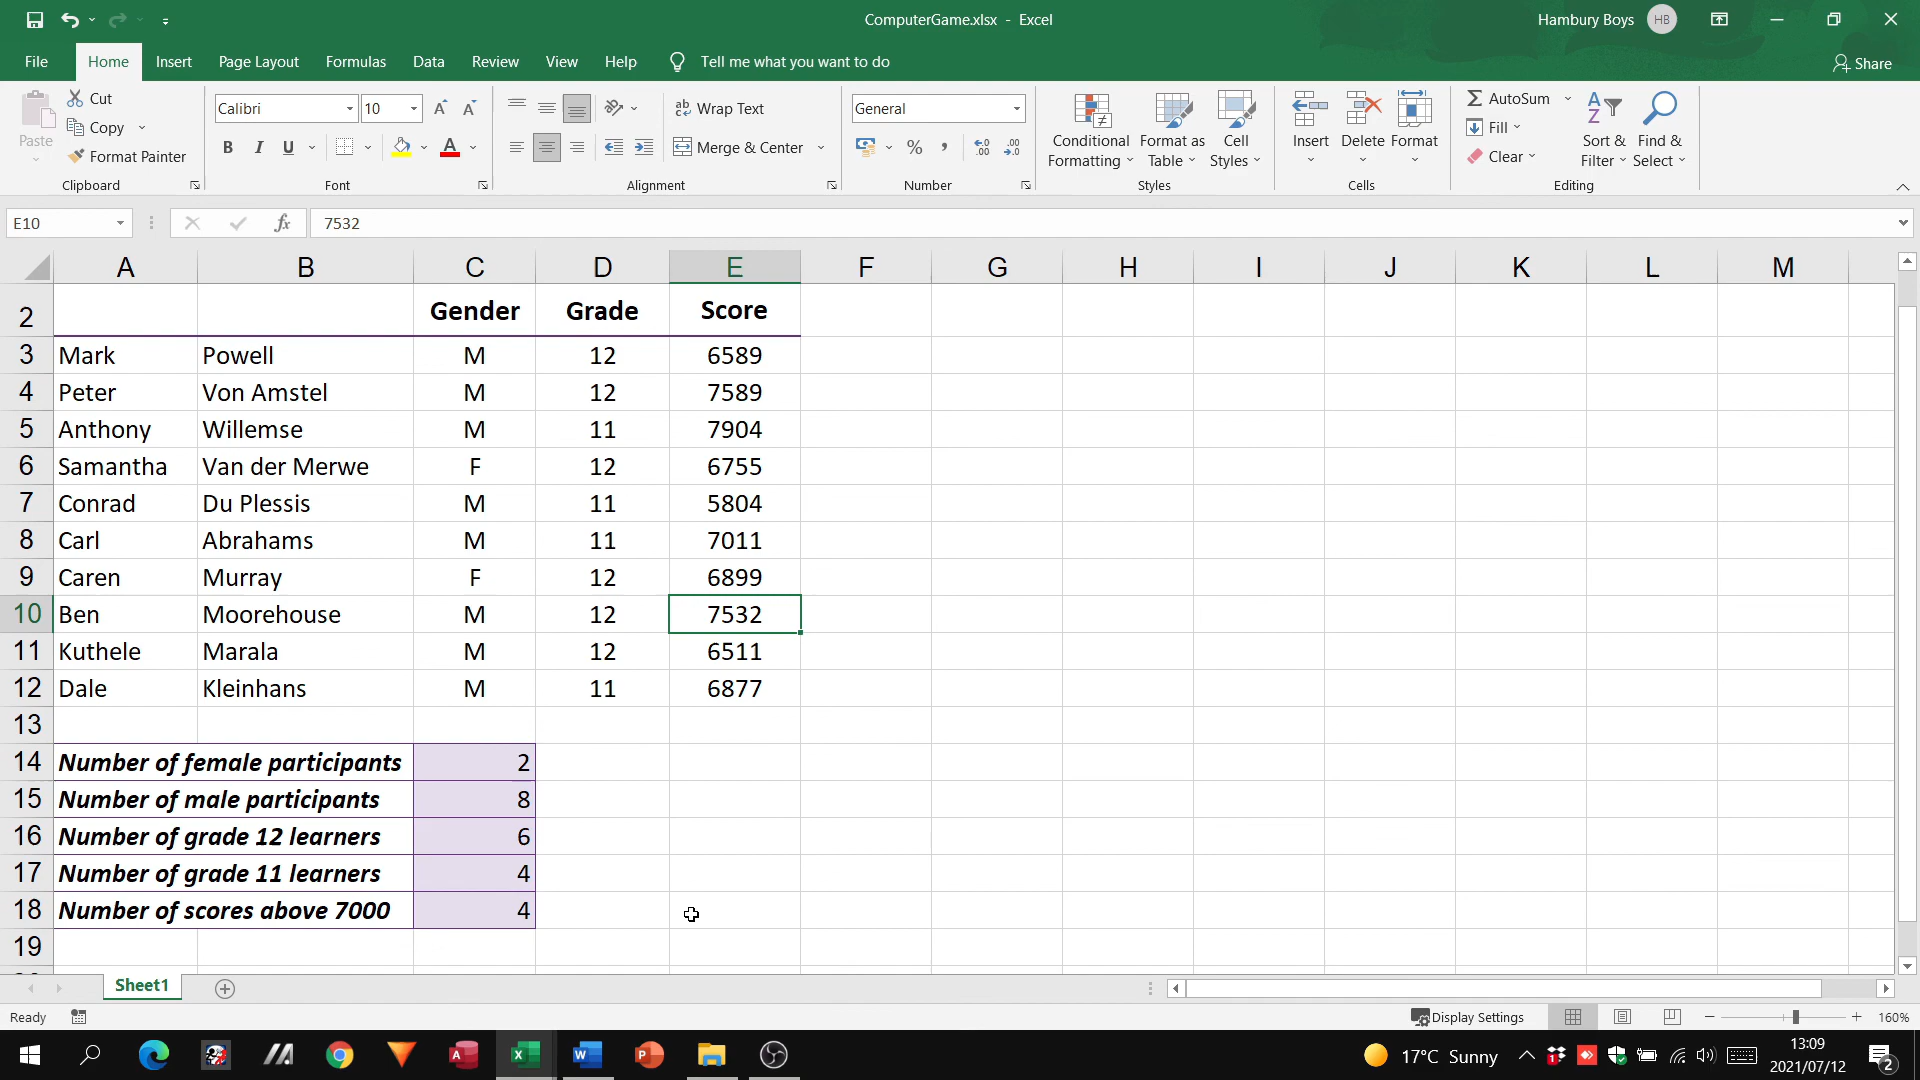 ComputerGame.xlsx - Excel
Hambury Boys HB
File Home Insert Page Layout Formulas Data Review View Help Tell me what you want to do Share
Paste Cut Copy Format Painter Clipboard
Calibri 10 A A B I U A Font
ab Wrap Text Merge & Center Alignment
General % , Number
Conditional Formatting Format as Table Cell Styles Styles
Insert Delete Format Cells
AutoSum Fill Clear Sort & Filter Find & Select Editing
E10 fx 7532
A B C D E F G H I J K L M
2 Gender Grade Score
3 Mark Powell M 12 6589
4 Peter Von Amstel M 12 7589
5 Anthony Willemse M 11 7904
6 Samantha Van der Merwe F 12 6755
7 Conrad Du Plessis M 11 5804
8 Carl Abrahams M 11 7011
9 Caren Murray F 12 6899
10 Ben Moorehouse M 12 7532
11 Kuthele Marala M 12 6511
12 Dale Kleinhans M 11 6877
13
14 Number of female participants 2
15 Number of male participants 8
16 Number of grade 12 learners 6
17 Number of grade 11 learners 4
18 Number of scores above 7000 4
19
Sheet1
Ready Display Settings 160%
17°C Sunny 13:09
2021/07/12 2